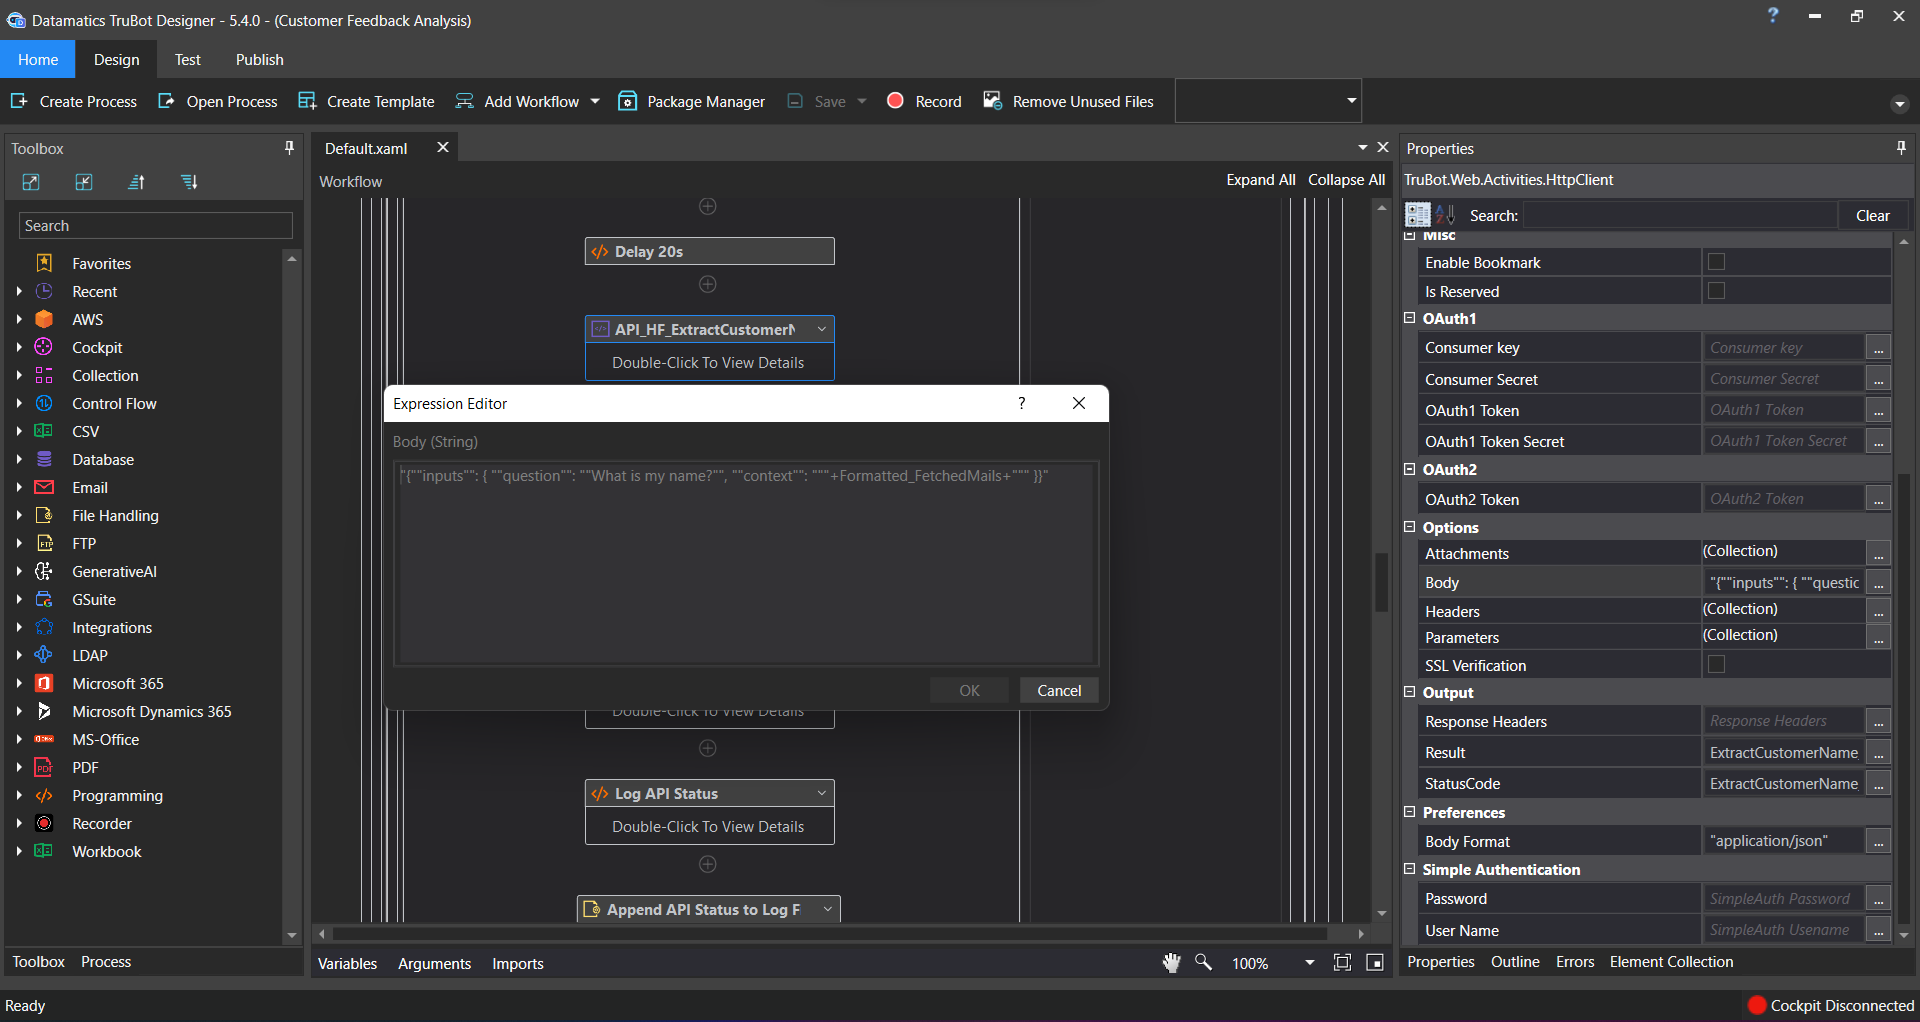 Datamatics TruBot Designer - 5.4.0 - (Customer Feedback Analysis)
?
Home
Design
Test
Publish
Create Process
Open Process
Create Template
Add Workflow
Package Manager
Save
Record
Remove Unused Files
Toolbox
Search
Favorites
Recent
AWS
Cockpit
Collection
Control Flow
CSV
Database
Email
File Handling
FTP
GenerativeAI
GSuite
Integrations
LDAP
Microsoft 365
Microsoft Dynamics 365
MS-Office
PDF
Programming
Recorder
Workbook
Toolbox Process
Default.xaml
Workflow
Expand All Collapse All
Delay 20s
API_HF_ExtractCustomerN
Double-Click To View Details
Expression Editor
?
Body (String)
"{""inputs"": { ""question"": ""What is my name?"", ""context"": """+Formatted_FetchedMails+""" }}"
OK
Cancel
Double-Click To View Details
Log API Status
Double-Click To View Details
Append API Status to Log F
Variables Arguments Imports
100%
Properties
TruBot.Web.Activities.HttpClient
Search:
Clear
Misc
Enable Bookmark
Is Reserved
OAuth1
Consumer key Consumer key ...
Consumer Secret Consumer Secret ...
OAuth1 Token OAuth1 Token ...
OAuth1 Token Secret OAuth1 Token Secret ...
OAuth2
OAuth2 Token OAuth2 Token ...
Options
Attachments (Collection) ...
Body "{""inputs"": { ""questic ...
Headers (Collection) ...
Parameters (Collection) ...
SSL Verification
Output
Response Headers Response Headers ...
Result ExtractCustomerName ...
StatusCode ExtractCustomerName ...
Preferences
Body Format "application/json" ...
Simple Authentication
Password SimpleAuth Password ...
User Name SimpleAuth Usename ...
Properties Outline Errors Element Collection
Ready
Cockpit Disconnected